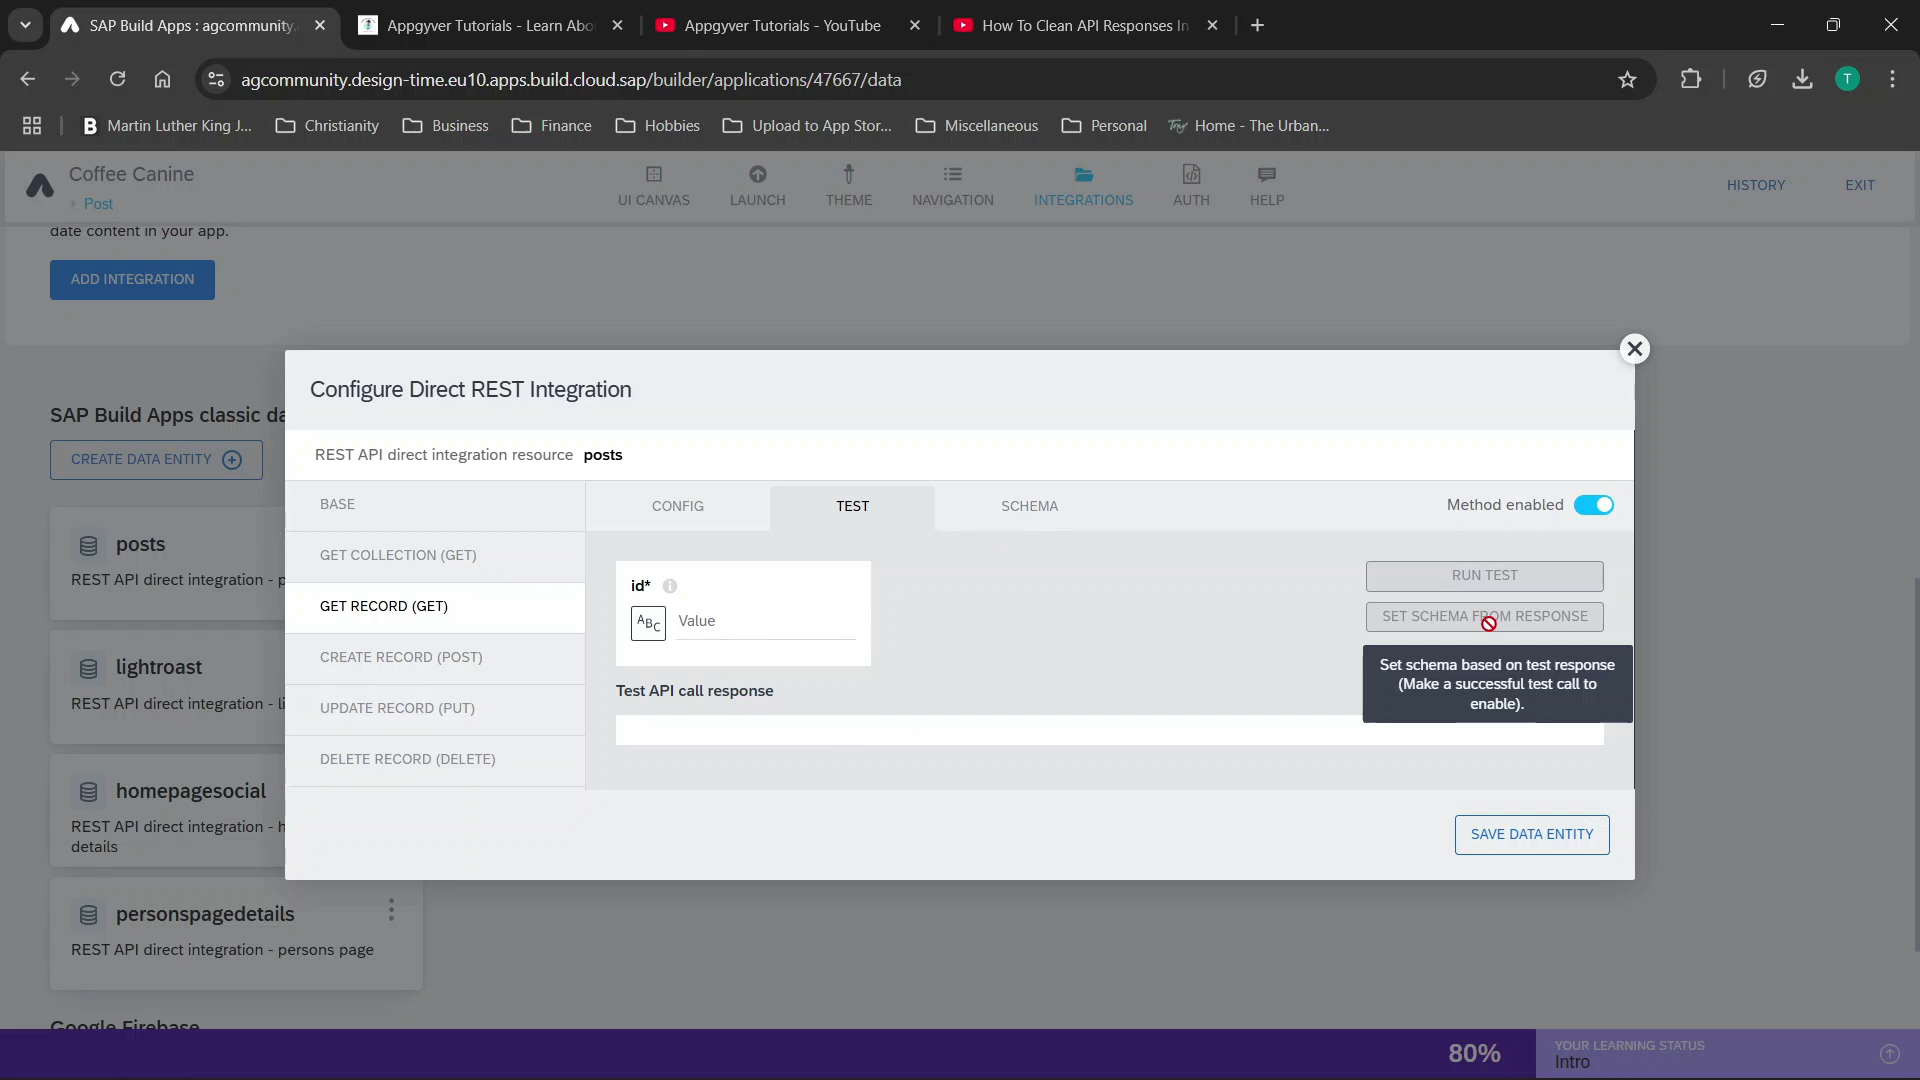 SAP Build Apps : agcommunity.
Appgyver Tutorials - Learn Abo
Appgyver Tutorials - YouTube
How To Clean API Responses In
agcommunity.design-time.eu10.apps.build.cloud.sap/builder/applications/47667/data
T
Martin Luther King J...
Christianity
Business
Finance
Hobbies
Upload to App Stor...
Miscellaneous
Personal
Home - The Urban...
Coffee Canine
Post
UI CANVAS
LAUNCH
THEME
NAVIGATION
INTEGRATIONS
AUTH
HELP
HISTORY
EXIT
date content in your app.
ADD INTEGRATION
SAP Build Apps classic da
CREATE DATA ENTITY
posts
REST API direct integration - p
lightroast
REST API direct integration - li
homepagesocial
REST API direct integration - h
details
personspagedetails
REST API direct integration - persons page
Google Firebase
Configure Direct REST Integration
REST API direct integration resource posts
BASE
GET COLLECTION (GET)
GET RECORD (GET)
CREATE RECORD (POST)
UPDATE RECORD (PUT)
DELETE RECORD (DELETE)
CONFIG
TEST
SCHEMA
Method enabled
id*
ABC
Value
RUN TEST
SET SCHEMA FROM RESPONSE
Set schema based on test response
(Make a successful test call to
enable).
Test API call response
SAVE DATA ENTITY
80%
YOUR LEARNING STATUS
Intro